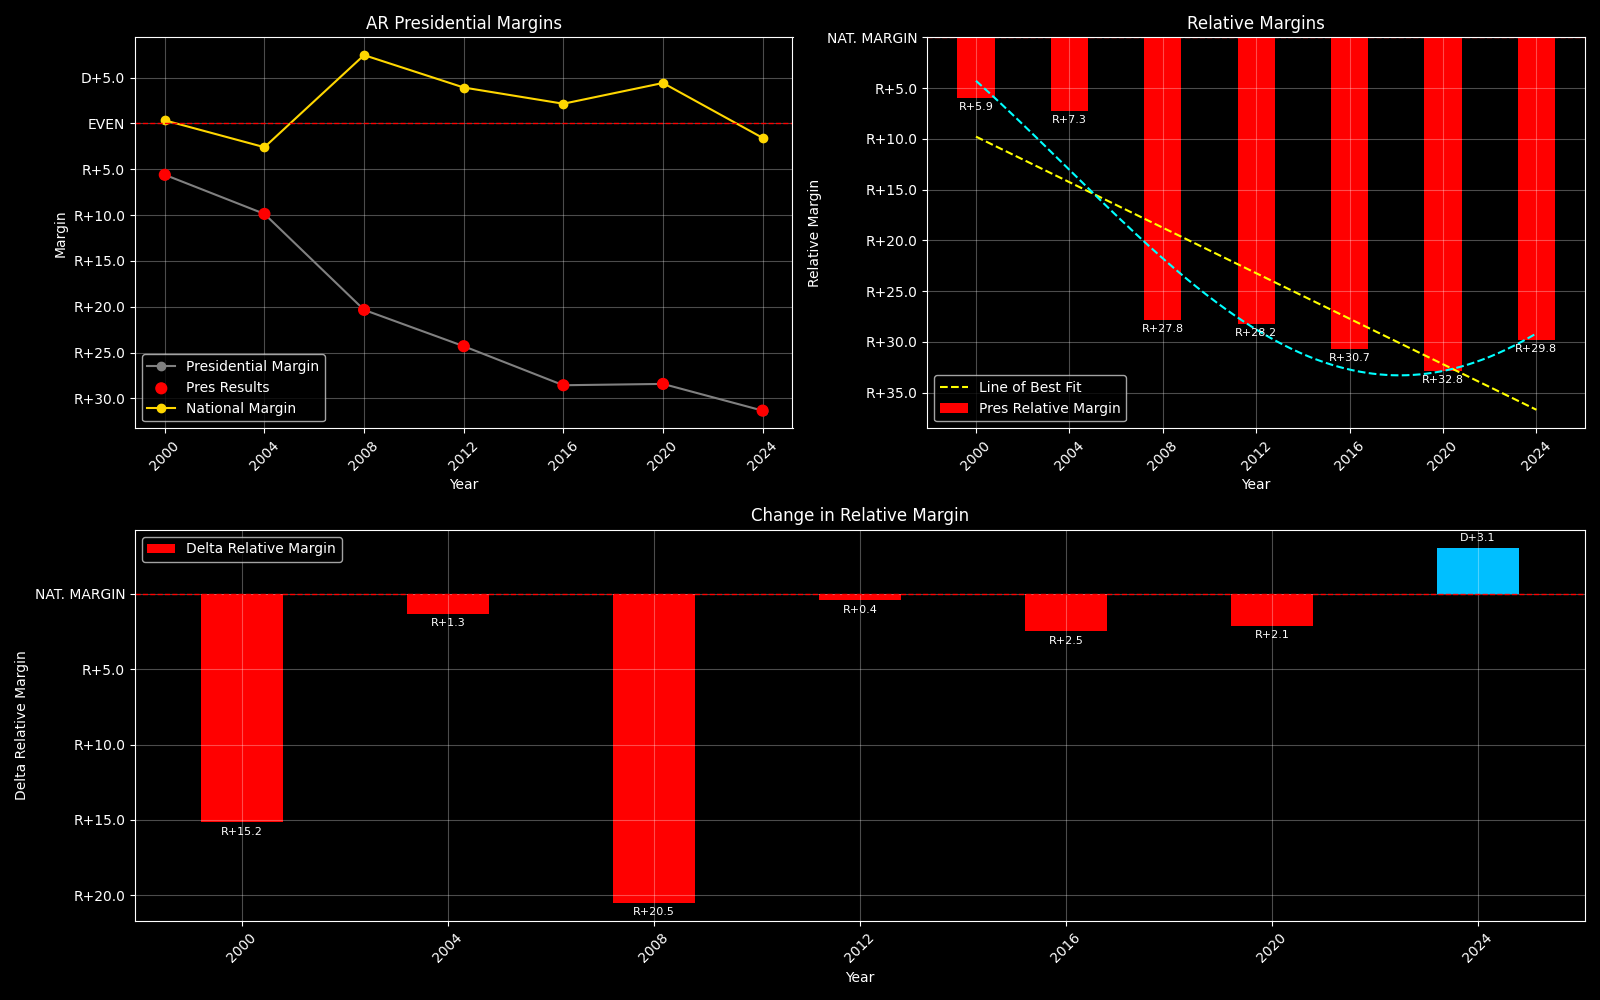 AR Presidential Margins
D+5.0
EVEN
R+5.0
R+10.0
R+15.0
R+20.0
R+25.0
R+30.0
Margin
Presidential Margin
Pres Results
National Margin
2000
2004
2008
2012
2016
2020
2024
Year
Relative Margins
NAT. MARGIN
R+5.0
R+10.0
R+15.0
R+20.0
R+25.0
R+30.0
R+35.0
Relative Margin
R+5.9
R+7.3
R+27.8
R+28.2
R+30.7
R+32.8
R+29.8
Line of Best Fit
Pres Relative Margin
2000
2004
2008
2012
2016
2020
2024
Year
Change in Relative Margin
Delta Relative Margin
NAT. MARGIN
R+5.0
R+10.0
R+15.0
R+20.0
Delta Relative Margin
R+15.2
R+1.3
R+20.5
R+0.4
R+2.5
R+2.1
D+3.1
2000
2004
2008
2012
2016
2020
2024
Year